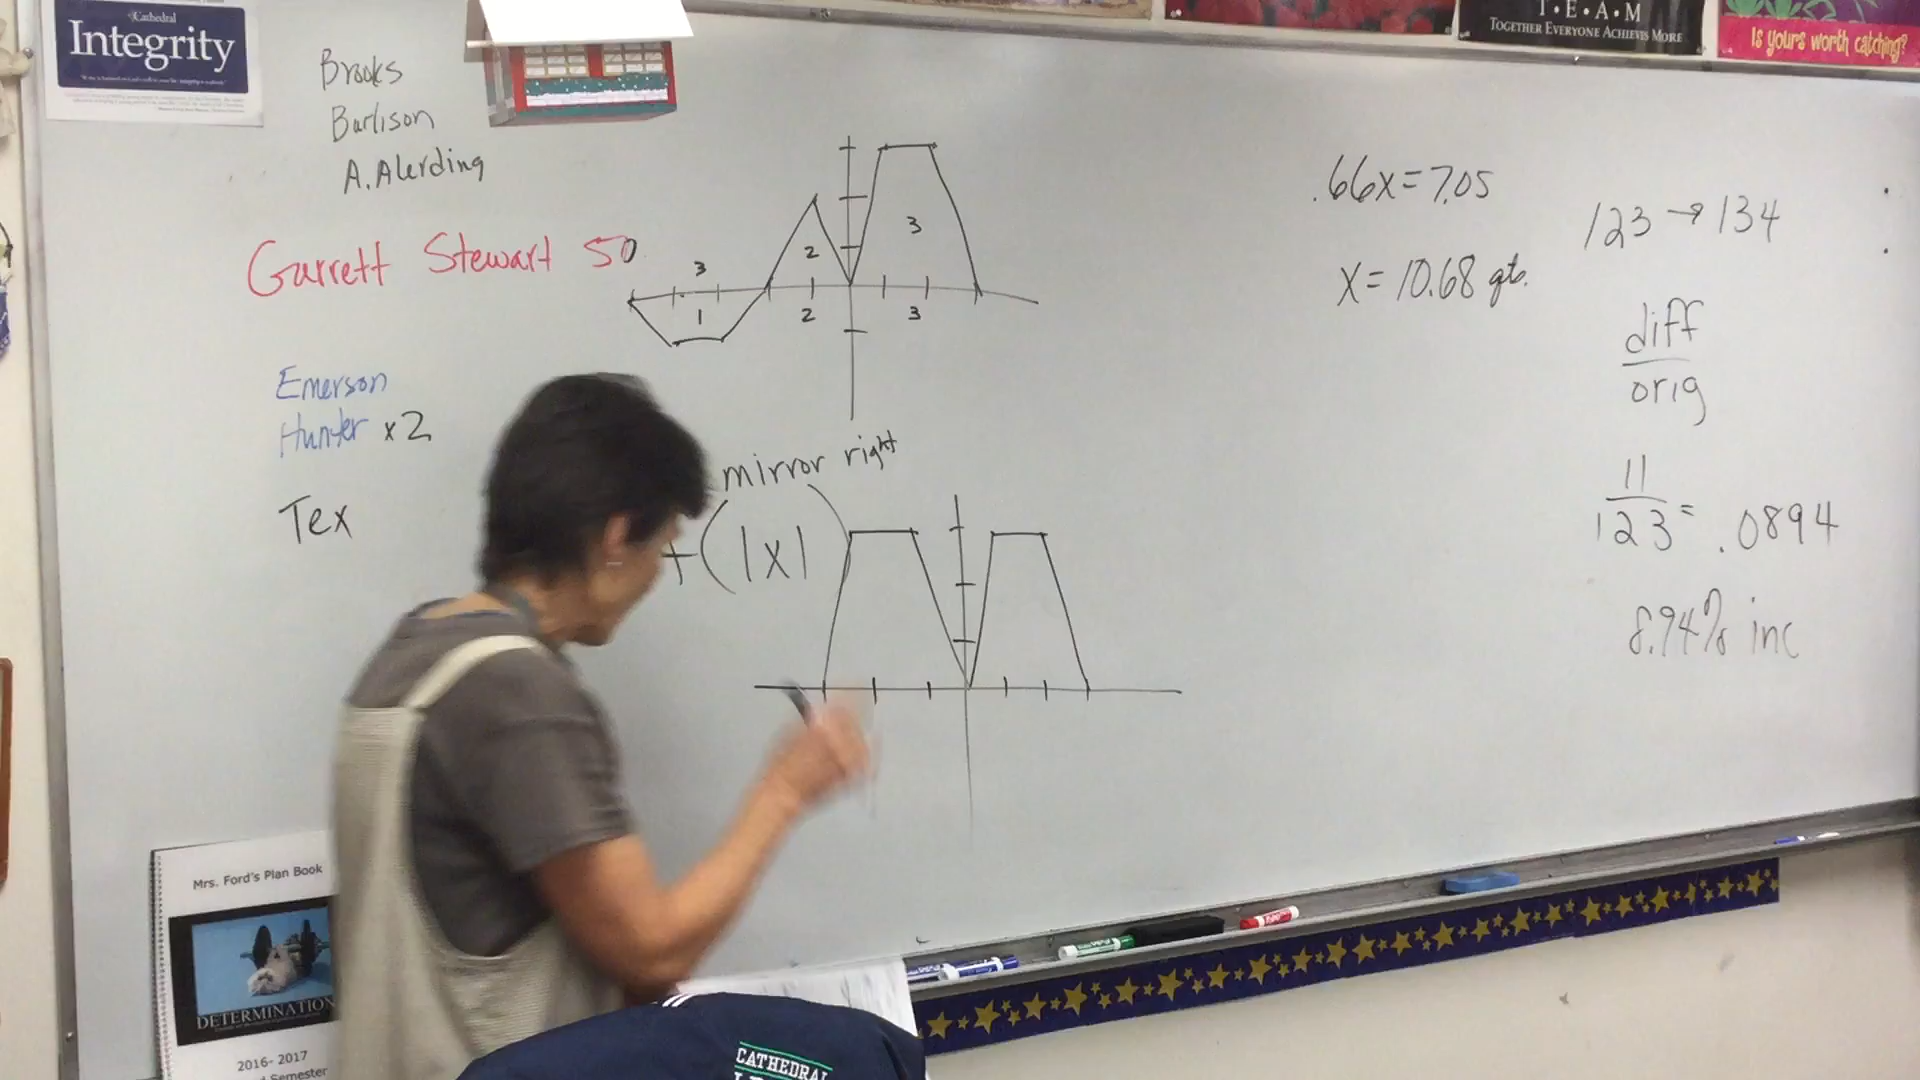 Cathedral
Integrity
T•E•A•M
TOGETHER EVERYONE ACHIEVES MORE
Is yours worth catching?
Brooks
Burlison
A. Alerding
Garrett Stewart 50
Emerson
Hunter x2
Tex
3
2
3
1
2
3
mirror right
(|x|)
.66x=7.05
x=10.68 qts.
123→134
diff
orig
11
123 = .0894
8.94% inc
Mrs. Ford's Plan Book
DETERMINATION
2016- 2017
Semester
CATHEDRAL